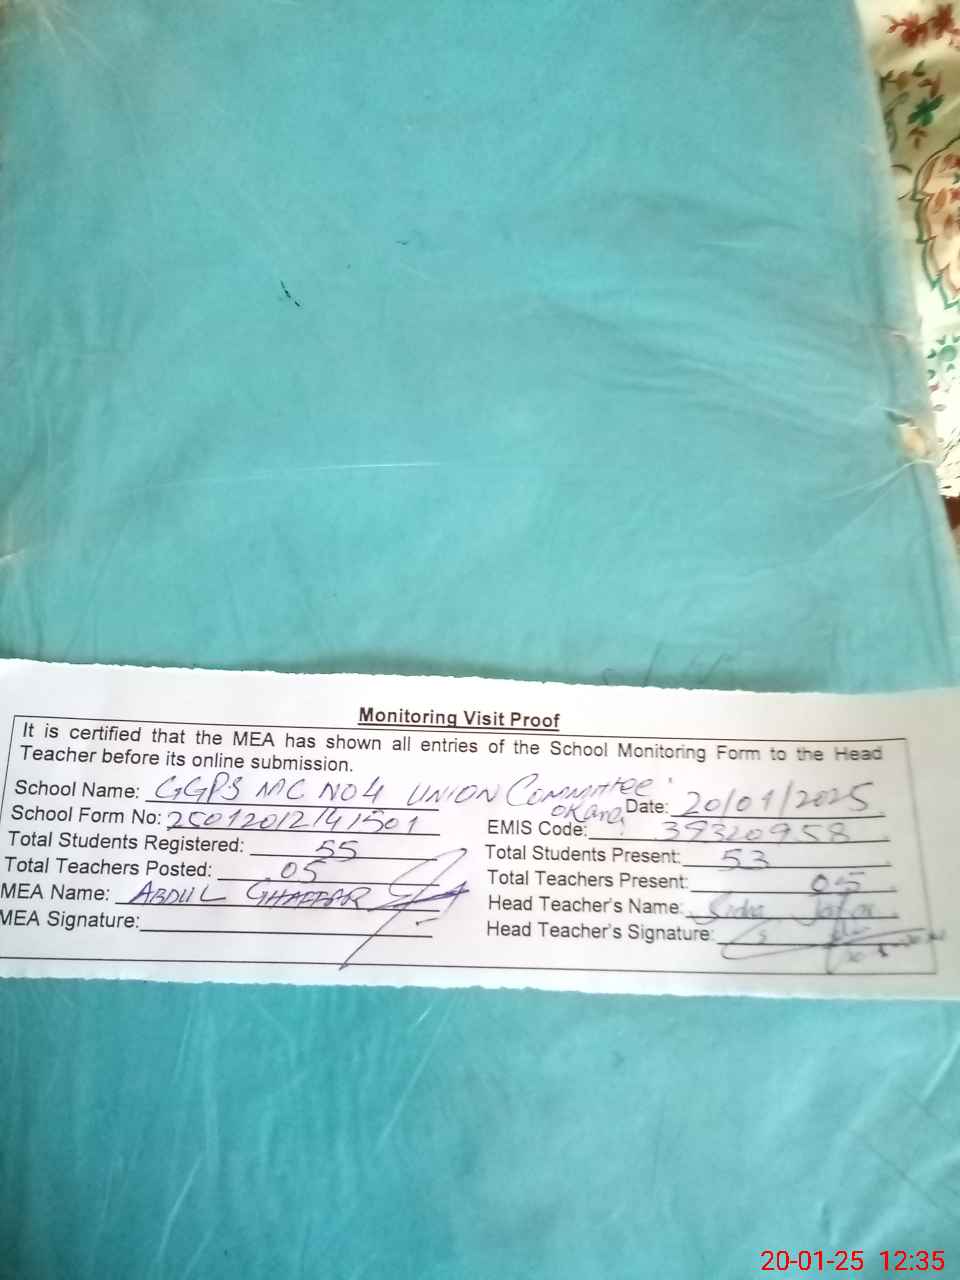 Monitoring Visit Proof
It is certified that the MEA has shown all entries of the School Monitoring Form to the Head
Teacher before its online submission.
School Name: GGPS MC NO 4 UNION COMMITTEE Date: 20/01/2025
OKARA
School Form No: EMIS Code: 39320958
Total Students Registered: 55 Total Students Present: 53
Total Teachers Posted: 05 Total Teachers Present: 05
MEA Name: ABDUL GHAFFAR Head Teacher's Name:
MEA Signature: Head Teacher's Signature:
20-01-25 12:35